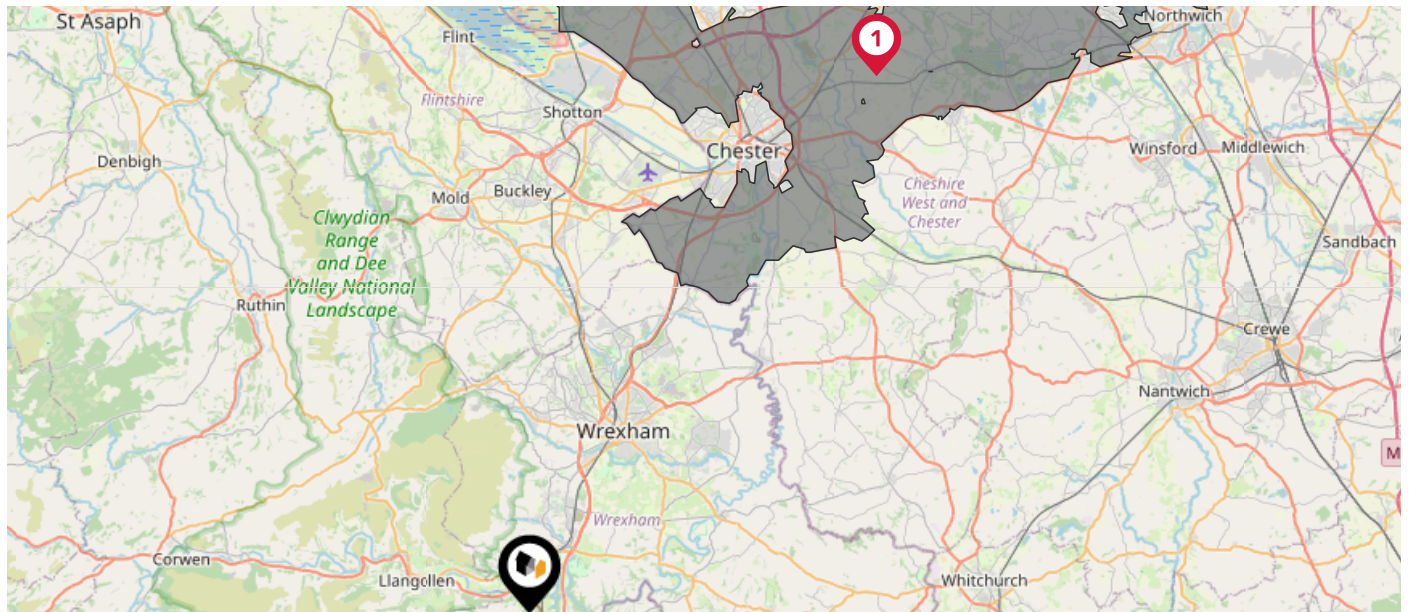 St Asaph
Flint
1
Northwich
Flintshire
Shotton
Denbigh
Chester
Winsford
Middlewich
Mold
Buckley
Cheshire
West and
Chester
Clwydian
Range
and Dee
Valley National
Landscape
Sandbach
Ruthin
Crewe
Nantwich
Wrexham
M
Wrexham
Corwen
Llangollen
Whitchurch